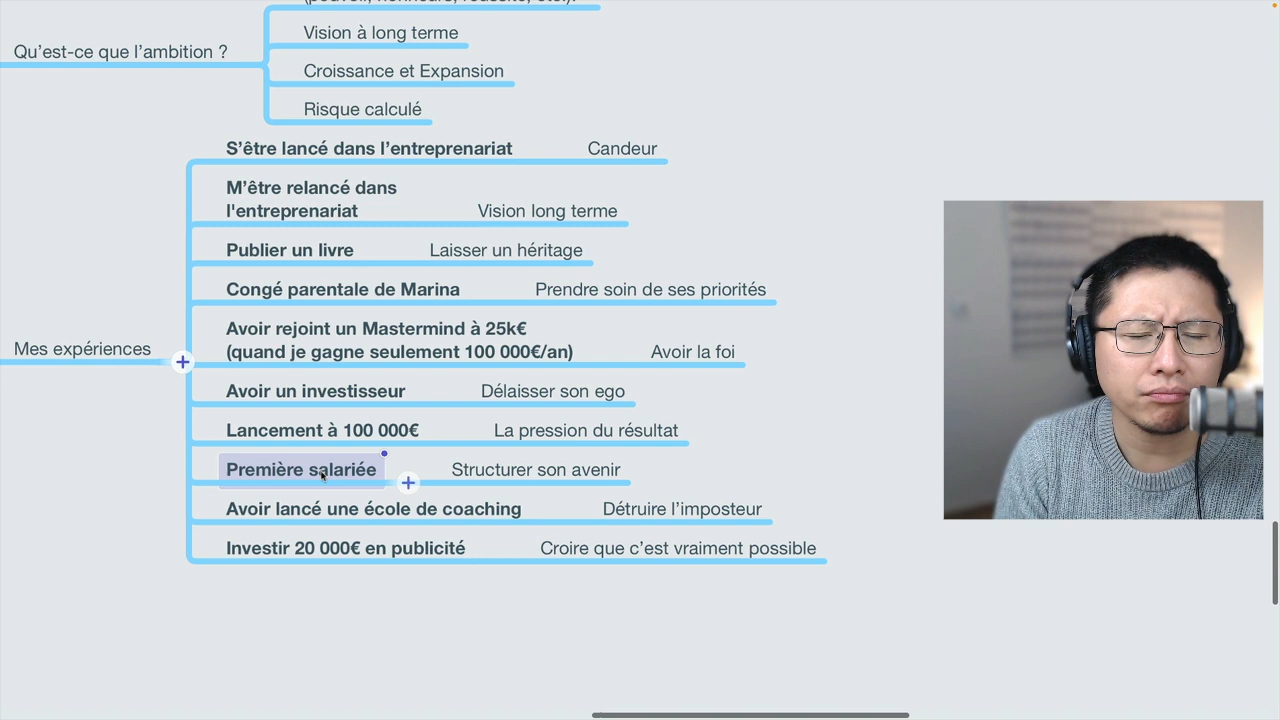 Qu’est-ce que l’ambition ?
Vision à long terme
Croissance et Expansion
Risque calculé
Mes expériences
S’être lancé dans l’entreprenariat Candeur
M’être relancé dans
l'entreprenariat Vision long terme
Publier un livre Laisser un héritage
Congé parentale de Marina Prendre soin de ses priorités
Avoir rejoint un Mastermind à 25k€
(quand je gagne seulement 100 000€/an) Avoir la foi
Avoir un investisseur Délaisser son ego
Lancement à 100 000€ La pression du résultat
Première salariée Structurer son avenir
Avoir lancé une école de coaching Détruire l’imposteur
Investir 20 000€ en publicité Croire que c’est vraiment possible